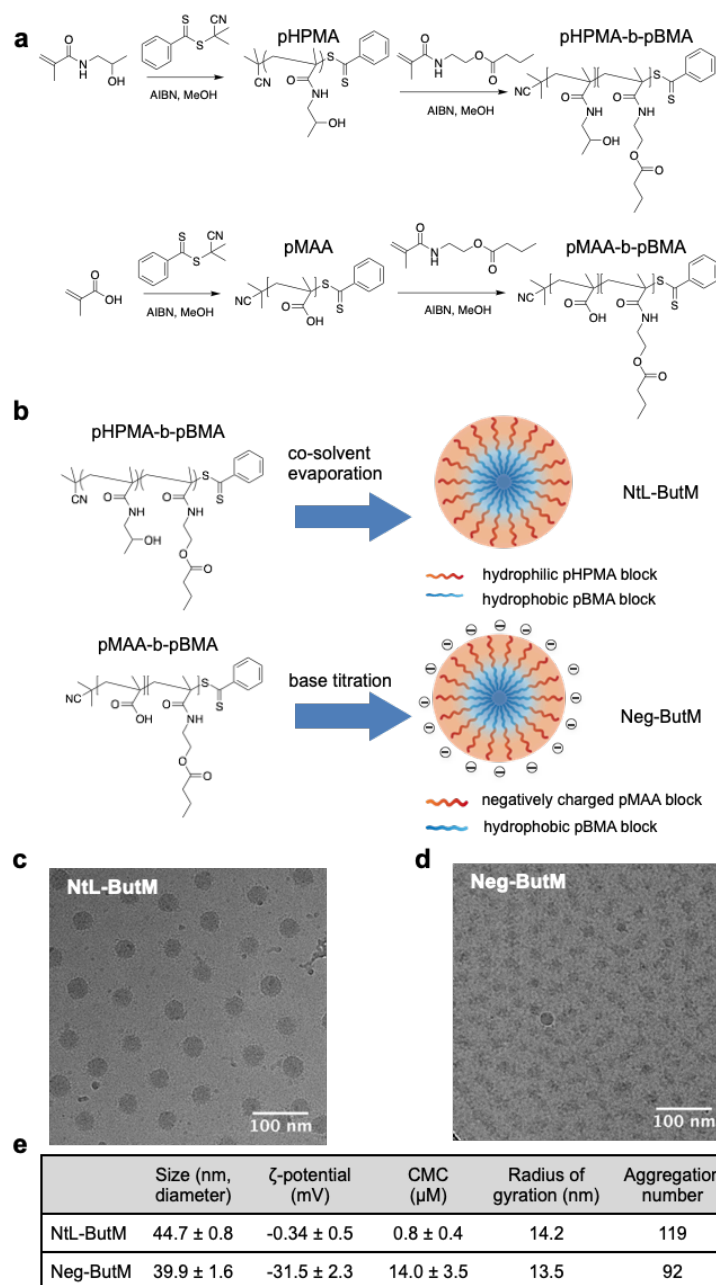 a
pHPMA
pHPMA-b-pBMA
AIBN, MeOH
AIBN, MeOH
pMAA
pMAA-b-pBMA
AIBN, MeOH
AIBN, MeOH
b
pHPMA-b-pBMA
co-solvent
evaporation
NtL-ButM
hydrophilic pHPMA block
hydrophobic pBMA block
pMAA-b-pBMA
base titration
Neg-ButM
negatively charged pMAA block
hydrophobic pBMA block
c
NtL-ButM
100 nm
d
Neg-ButM
100 nm
e
Size (nm, diameter) ζ-potential (mV) CMC (μM) Radius of gyration (nm) Aggregation number
NtL-ButM 44.7 ± 0.8 -0.34 ± 0.5 0.8 ± 0.4 14.2 119
Neg-ButM 39.9 ± 1.6 -31.5 ± 2.3 14.0 ± 3.5 13.5 92